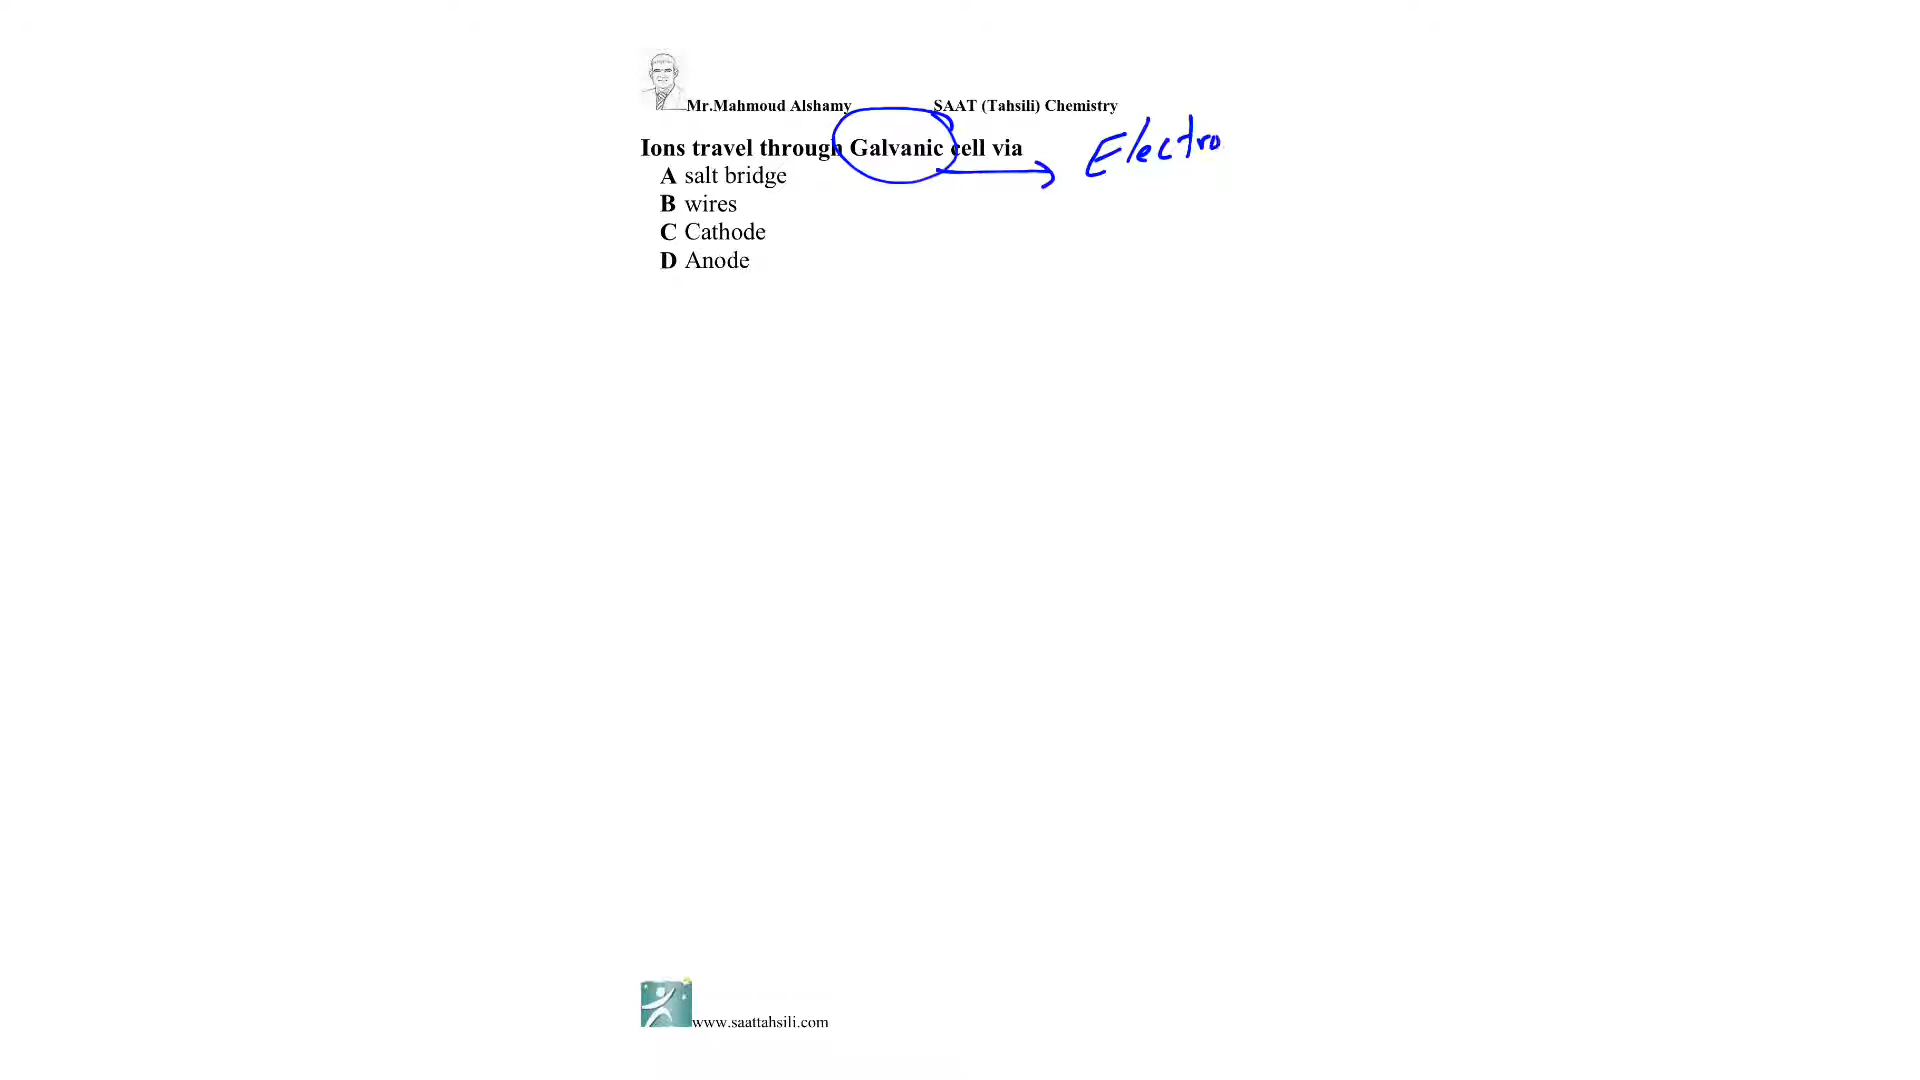 Mr.Mahmoud Alshamy SAAT (Tahsili) Chemistry
Ions travel through Galvanic cell via
Electro
A salt bridge
B wires
C Cathode
D Anode
www.saattahsili.com